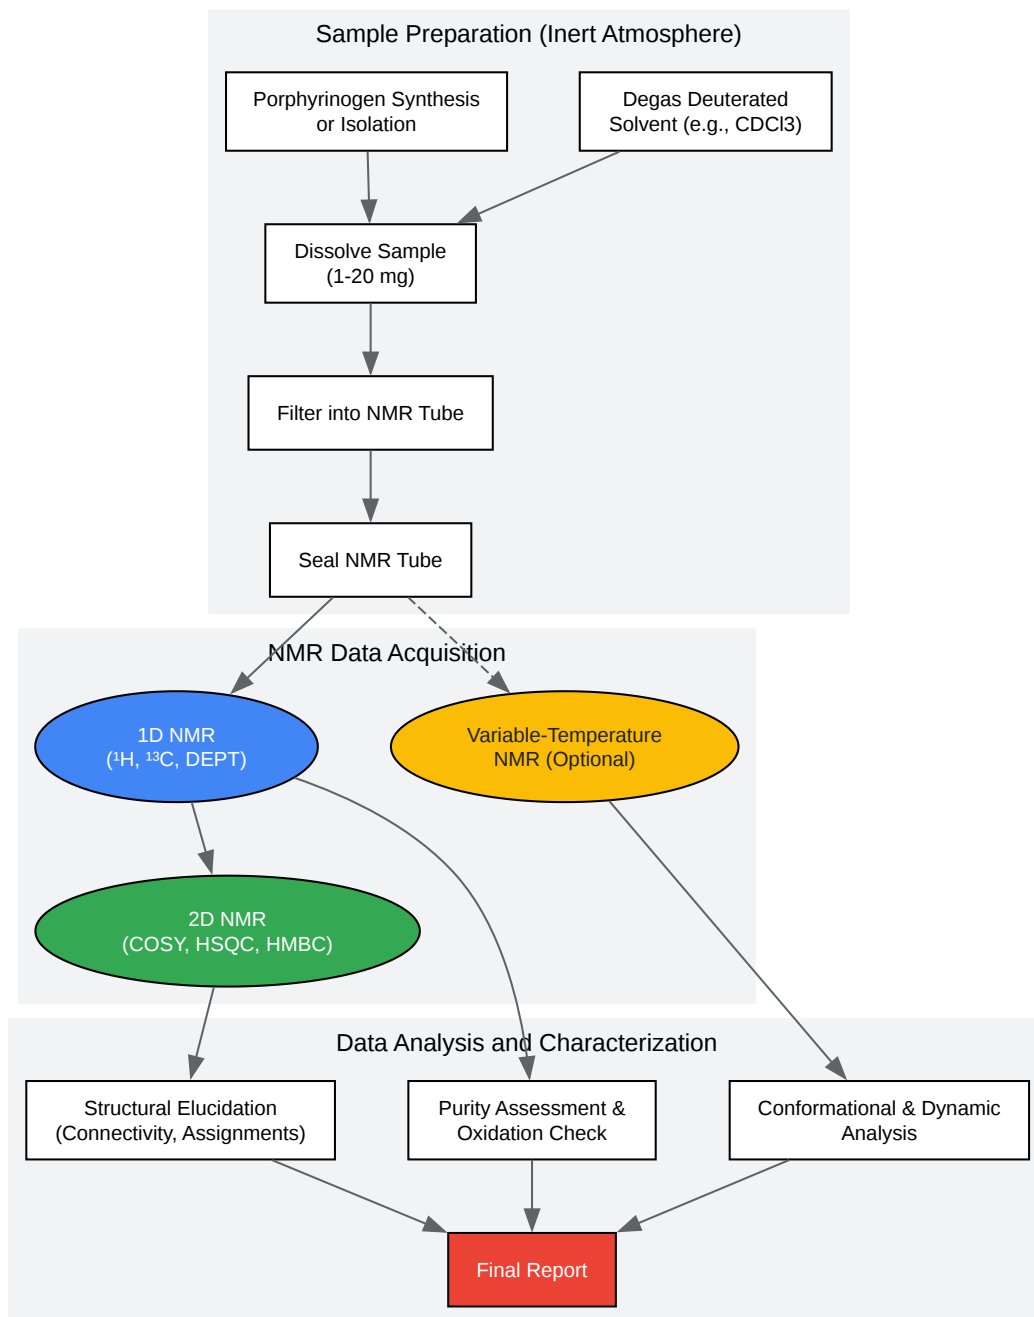 Sample Preparation (Inert Atmosphere)
Porphyrinogen Synthesis
or Isolation
Degas Deuterated
Solvent (e.g., CDCl3)
Dissolve Sample
(1-20 mg)
Filter into NMR Tube
Seal NMR Tube
NMR Data Acquisition
1D NMR
(¹H, ¹³C, DEPT)
Variable-Temperature
NMR (Optional)
2D NMR
(COSY, HSQC, HMBC)
Data Analysis and Characterization
Structural Elucidation
(Connectivity, Assignments)
Purity Assessment &
Oxidation Check
Conformational & Dynamic
Analysis
Final Report